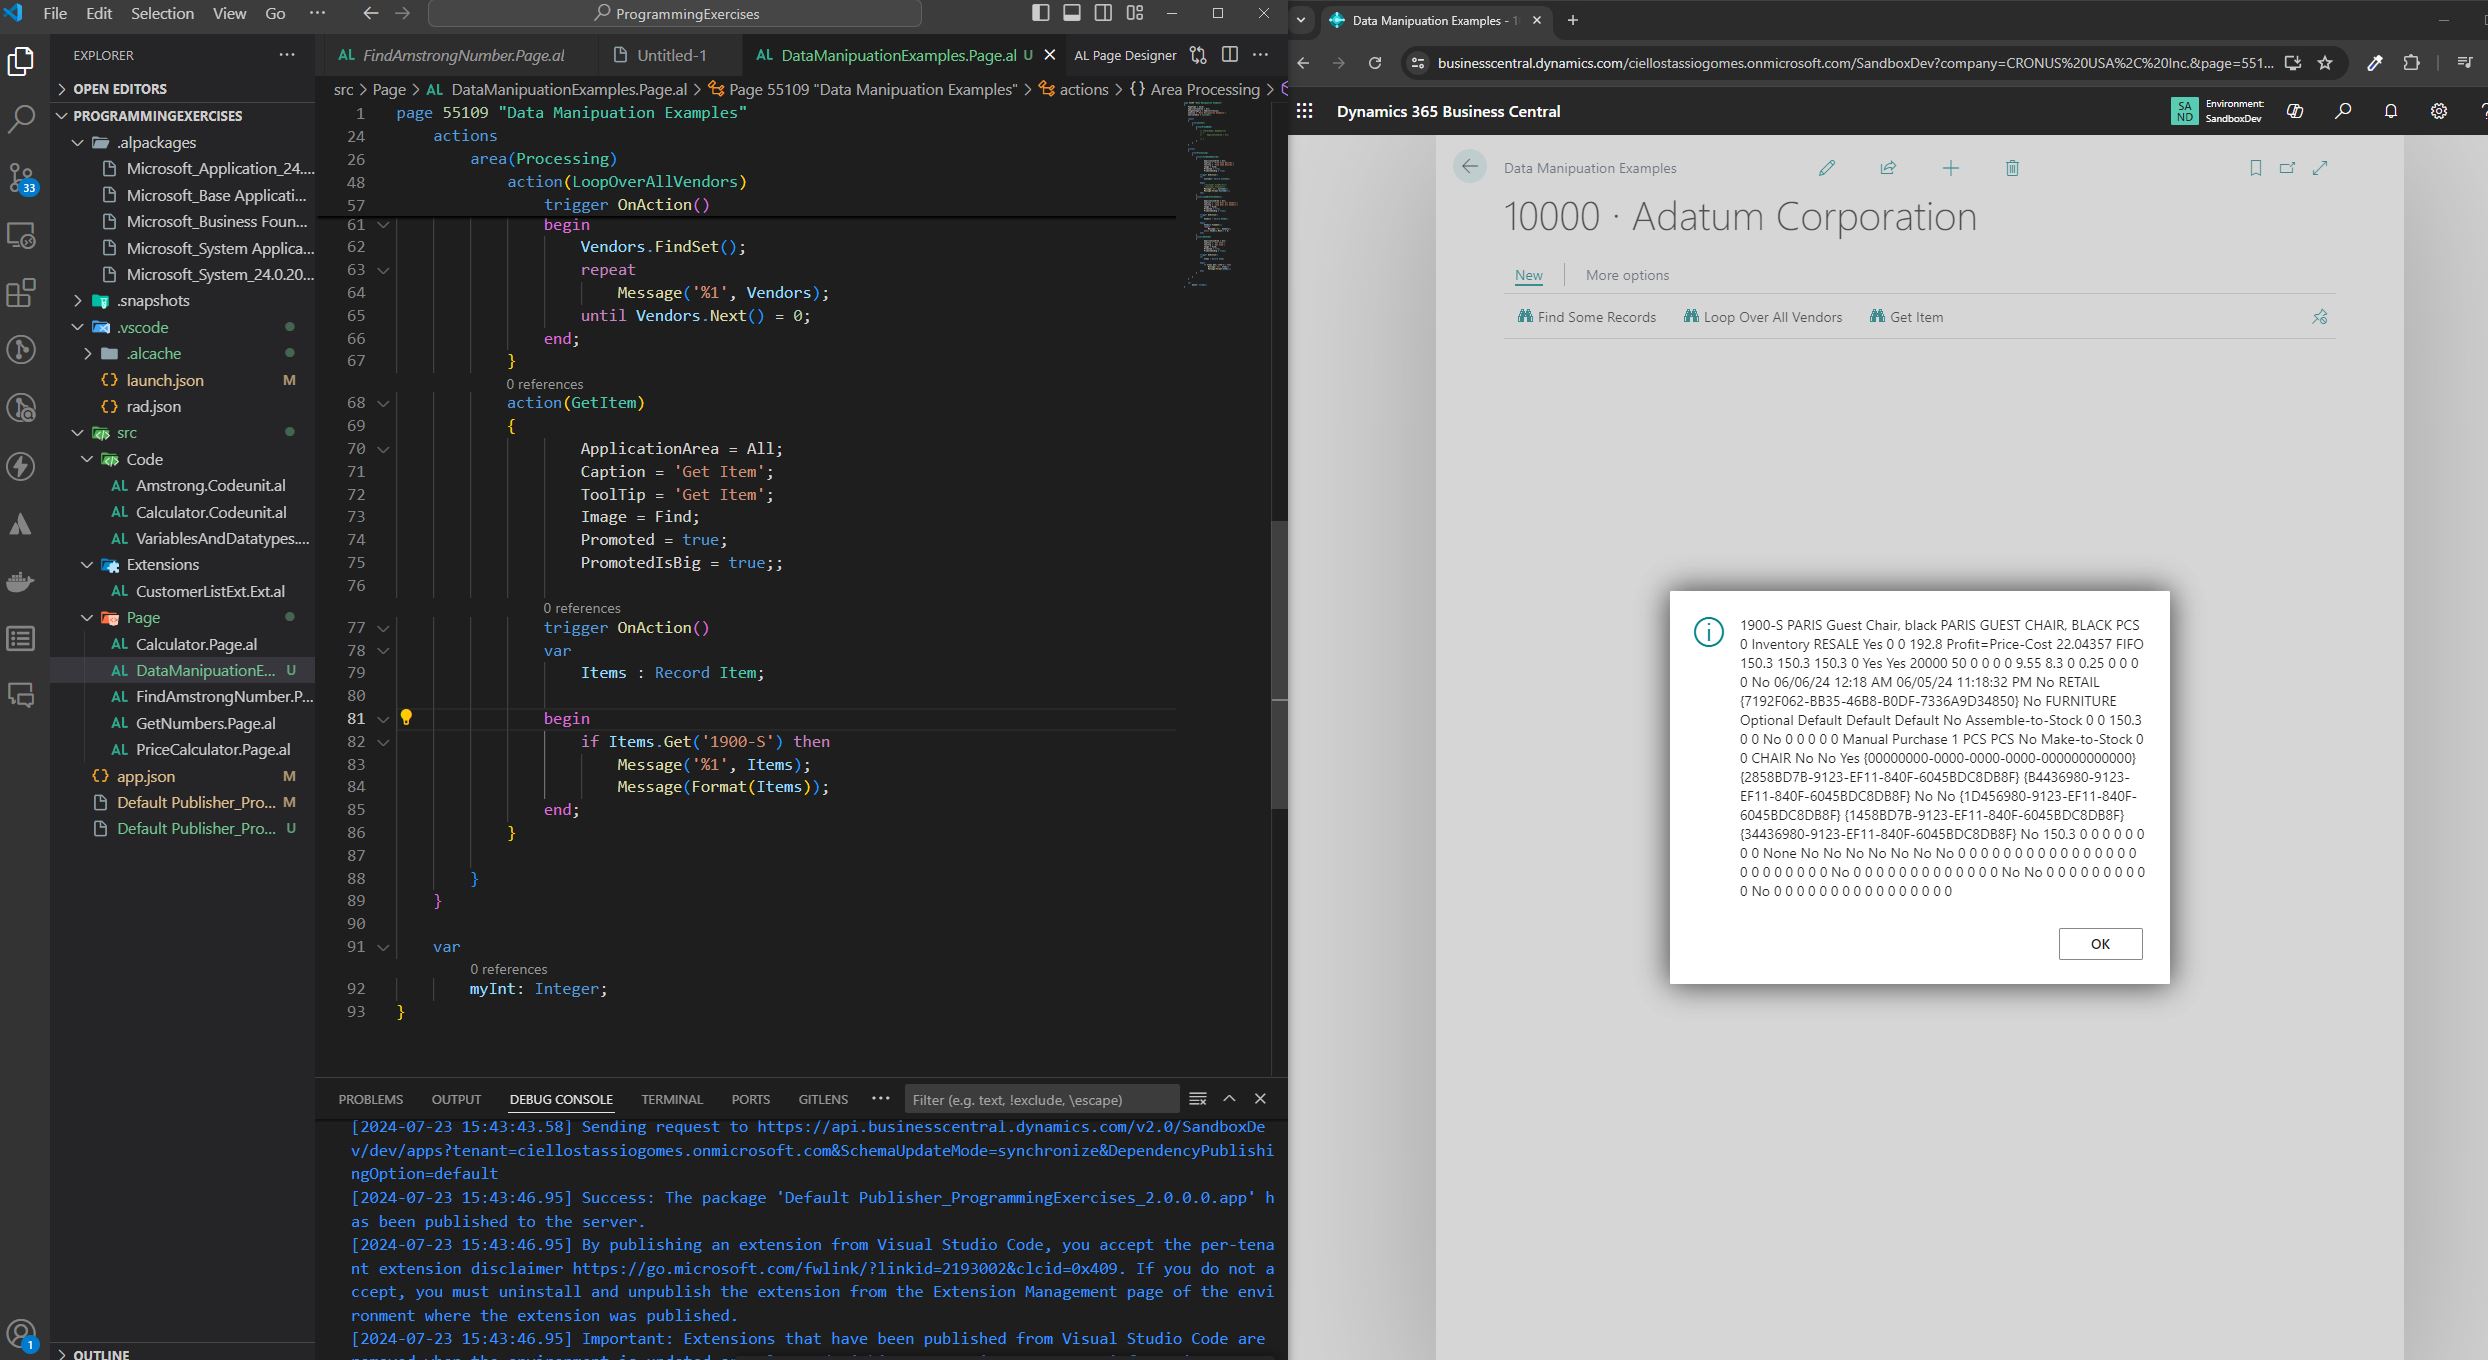 File Edit Selection View Go ··· ProgrammingExercises
EXPLORER ···
OPEN EDITORS
PROGRAMMINGEXERCISES
.alpackages
Microsoft_Application_24....
Microsoft_Base Applicati...
Microsoft_Business Foun...
Microsoft_System Applica...
Microsoft_System_24.0.20...
.snapshots
.vscode
.alcache
launch.json M
rad.json
src
Code
AL Amstrong.Codeunit.al
AL Calculator.Codeunit.al
AL VariablesAndDatatypes....
Extensions
AL CustomerListExt.Ext.al
Page
AL Calculator.Page.al
AL DataManipuationE... U
AL FindAmstrongNumber.P...
AL GetNumbers.Page.al
AL PriceCalculator.Page.al
app.json M
Default Publisher_Pro... M
Default Publisher_Pro... U
OUTLINE
33
1
AL FindAmstrongNumber.Page.al Untitled-1 AL DataManipuationExamples.Page.al U AL Page Designer ···
src > Page > AL DataManipuationExamples.Page.al > Page 55109 "Data Manipuation Examples" > actions > {} Area Processing >
1 page 55109 "Data Manipuation Examples"
24 actions
26 area(Processing)
48 action(LoopOverAllVendors)
57 trigger OnAction()
61 begin
62 Vendors.FindSet();
63 repeat
64 Message('%1', Vendors);
65 until Vendors.Next() = 0;
66 end;
67 }
0 references
68 action(GetItem)
69 {
70 ApplicationArea = All;
71 Caption = 'Get Item';
72 ToolTip = 'Get Item';
73 Image = Find;
74 Promoted = true;
75 PromotedIsBig = true;;
76
0 references
77 trigger OnAction()
78 var
79 Items : Record Item;
80
81 begin
82 if Items.Get('1900-S') then
83 Message('%1', Items);
84 Message(Format(Items));
85 end;
86 }
87
88 }
89 }
90
91 var
0 references
92 myInt: Integer;
93 }
PROBLEMS OUTPUT DEBUG CONSOLE TERMINAL PORTS GITLENS ··· Filter (e.g. text, !exclude, \escape)
[2024-07-23 15:43:43.58] Sending request to https://api.businesscentral.dynamics.com/v2.0/SandboxDe
v/dev/apps?tenant=ciellostassiogomes.onmicrosoft.com&SchemaUpdateMode=synchronize&DependencyPublishi
ngOption=default
[2024-07-23 15:43:46.95] Success: The package 'Default Publisher_ProgrammingExercises_2.0.0.0.app' h
as been published to the server.
[2024-07-23 15:43:46.95] By publishing an extension from Visual Studio Code, you accept the per-tena
nt extension disclaimer https://go.microsoft.com/fwlink/?linkid=2193002&clcid=0x409. If you do not a
ccept, you must uninstall and unpublish the extension from the Extension Management page of the envi
ronment where the extension was published.
[2024-07-23 15:43:46.95] Important: Extensions that have been published from Visual Studio Code are
Data Manipuation Examples - 1
businesscentral.dynamics.com/ciellostassiogomes.onmicrosoft.com/SandboxDev?company=CRONUS%20USA%2C%20Inc.&page=551...
Dynamics 365 Business Central
SA
ND
Environment:
SandboxDev
Data Manipuation Examples
10000 · Adatum Corporation
New More options
Find Some Records Loop Over All Vendors Get Item
1900-S PARIS Guest Chair, black PARIS GUEST CHAIR, BLACK PCS
0 Inventory RESALE Yes 0 0 192.8 Profit=Price-Cost 22.04357 FIFO
150.3 150.3 150.3 0 Yes Yes 20000 50 0 0 0 0 9.55 8.3 0 0.25 0 0 0
0 0 No 06/06/24 12:18 AM 06/05/24 11:18:32 PM No RETAIL
{7192F062-BB35-46B8-B0DF-7336A9D34850} No FURNITURE
Optional Default Default Default No Assemble-to-Stock 0 0 150.3
0 0 No 0 0 0 0 0 Manual Purchase 1 PCS PCS No Make-to-Stock 0
0 CHAIR No No Yes {00000000-0000-0000-0000-000000000000}
{2858BD7B-9123-EF11-840F-6045BDC8DB8F} {B4436980-9123-
EF11-840F-6045BDC8DB8F} No No {1D456980-9123-EF11-840F-
6045BDC8DB8F} {1458BD7B-9123-EF11-840F-6045BDC8DB8F}
{34436980-9123-EF11-840F-6045BDC8DB8F} No 150.3 0 0 0 0 0 0
0 0 None No No No No No No No 0 0 0 0 0 0 0 0 0 0 0 0 0 0 0 0
0 0 0 0 0 0 0 0 No 0 0 0 0 0 0 0 0 0 0 0 0 0 No No 0 0 0 0 0 0 0 0 0
0 No 0 0 0 0 0 0 0 0 0 0 0 0 0 0 0 0
OK